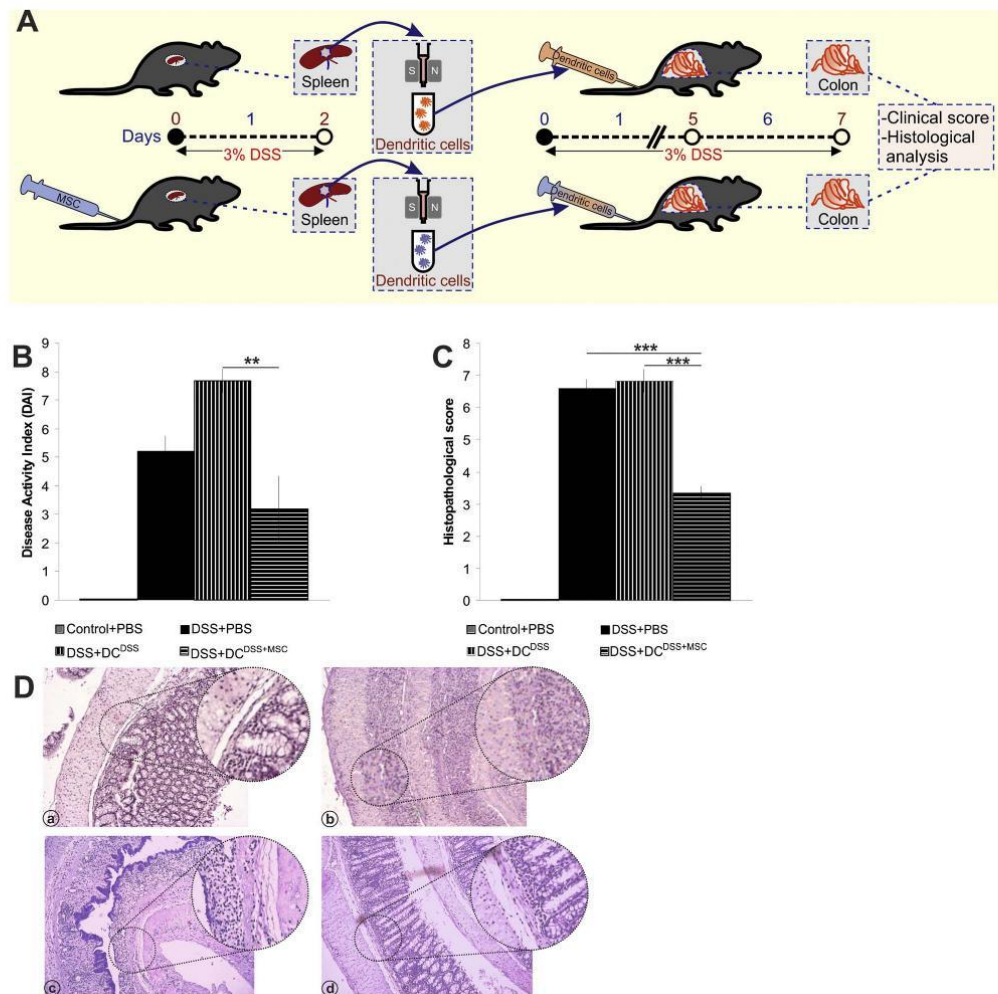 A
Spleen
S N
Dendritic cells
Dendritic cells
Colon
Days 0 1 2
3% DSS
0 1 5 6 7
3% DSS
-Clinical score
-Histological
analysis
MSC
Spleen
S N
Dendritic cells
Dendritic cells
Colon
B
**
Disease Activity Index (DAI)
9
8
7
6
5
4
3
2
1
0
Control+PBS DSS+PBS
DSS+DC^DSS DSS+DC^DSS+MSC
C
***
***
Histopathological score
8
7
6
5
4
3
2
1
0
Control+PBS DSS+PBS
DSS+DC^DSS DSS+DC^DSS+MSC
D
a
b
c
d